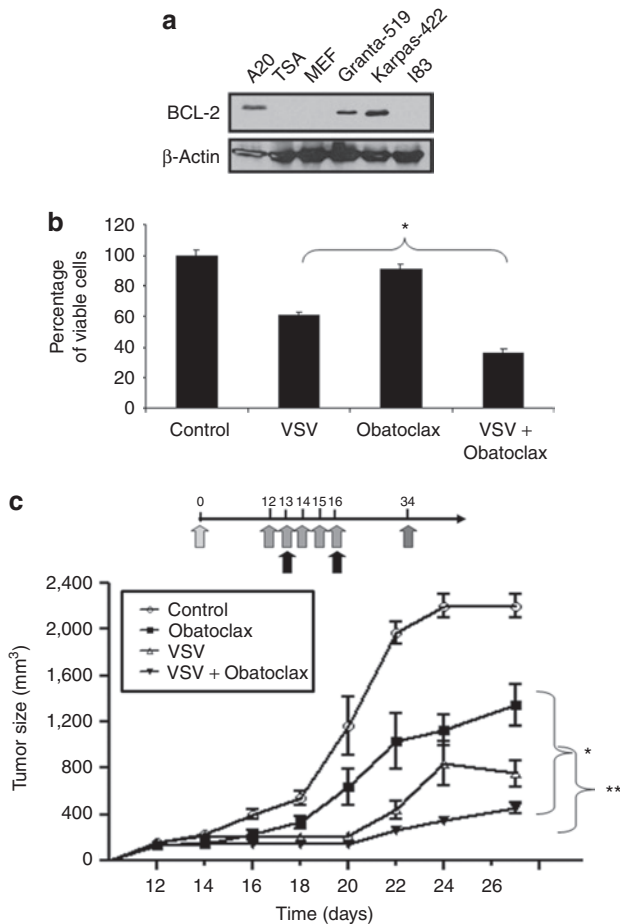 a
A20 TSA MEF Granta-519 Karpas-422 I83
BCL-2
β-Actin
b
Percentage of viable cells
120
100
80
60
40
20
0
*
Control VSV Obatoclax VSV + Obatoclax
c
0 12 13 14 15 16 34
Tumor size (mm³)
2,400
2,000
1,600
1,200
800
400
0
Control
Obatoclax
VSV
VSV + Obatoclax
*
**
12 14 16 18 20 22 24 26
Time (days)